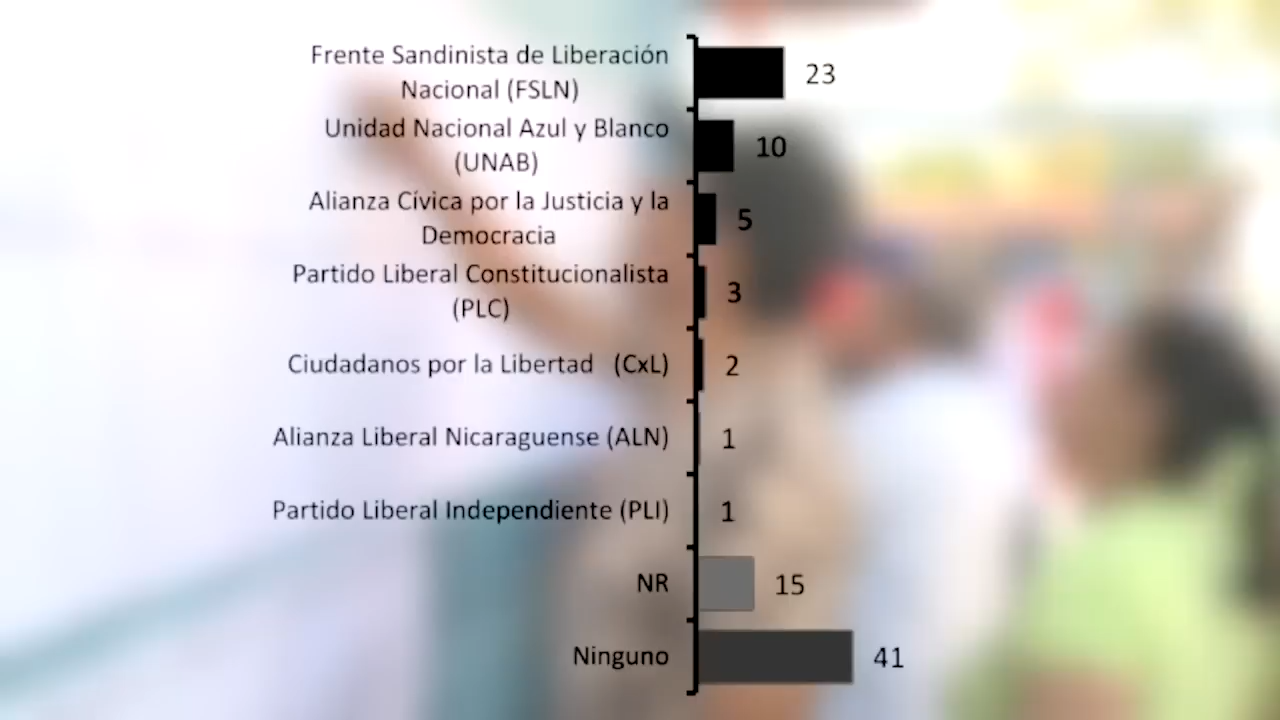 Frente Sandinista de Liberación
Nacional (FSLN)
23
Unidad Nacional Azul y Blanco
(UNAB)
10
Alianza Cívica por la Justicia y la
Democracia
5
Partido Liberal Constitucionalista
(PLC)
3
Ciudadanos por la Libertad (CxL)
2
Alianza Liberal Nicaraguense (ALN)
1
Partido Liberal Independiente (PLI)
1
NR
15
Ninguno
41